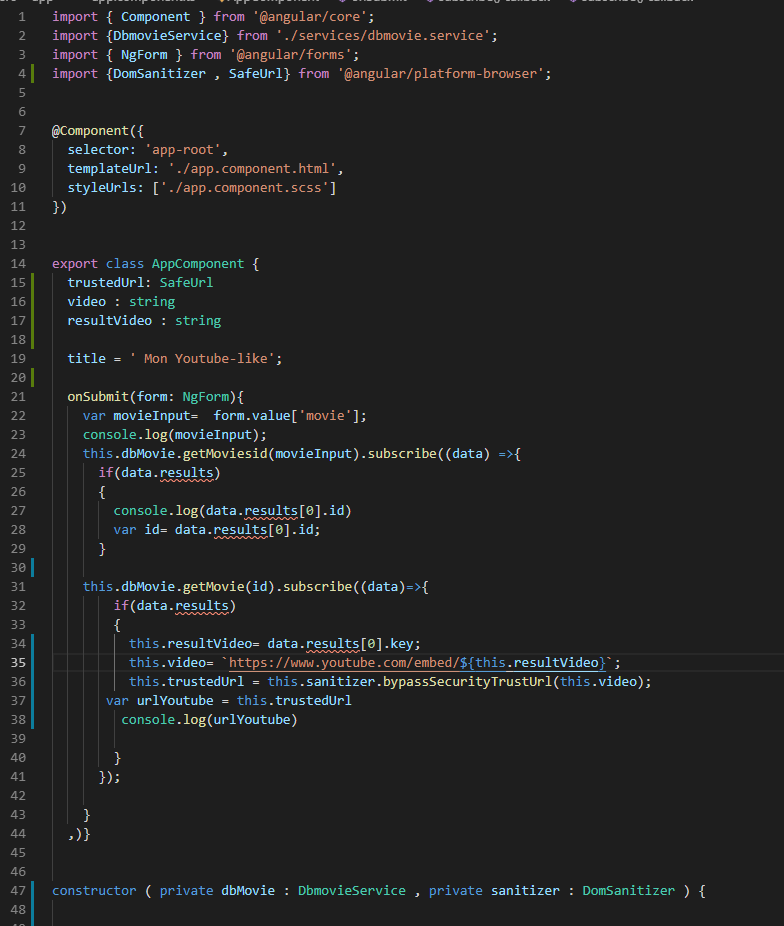 1 import { Component } from '@angular/core';
2 import {DbmovieService} from './services/dbmovie.service';
3 import { NgForm } from '@angular/forms';
4 import {DomSanitizer , SafeUrl} from '@angular/platform-browser';
5
6
7 @Component({
8   selector: 'app-root',
9   templateUrl: './app.component.html',
10   styleUrls: ['./app.component.scss']
11 })
12
13
14 export class AppComponent {
15   trustedUrl: SafeUrl
16   video : string
17   resultVideo : string
18
19   title = ' Mon Youtube-like';
20
21   onSubmit(form: NgForm){
22     var movieInput=  form.value['movie'];
23     console.log(movieInput);
24     this.dbMovie.getMoviesid(movieInput).subscribe((data) =>{
25       if(data.results)
26       {
27         console.log(data.results[0].id)
28         var id= data.results[0].id;
29       }
30
31     this.dbMovie.getMovie(id).subscribe((data)=>{
32         if(data.results)
33         {
34           this.resultVideo= data.results[0].key;
35           this.video= `https://www.youtube.com/embed/${this.resultVideo}`;
36           this.trustedUrl = this.sanitizer.bypassSecurityTrustUrl(this.video);
37        var urlYoutube = this.trustedUrl
38          console.log(urlYoutube)
39
40         }
41       });
42
43     }
44   ,)}
45
46
47 constructor ( private dbMovie : DbmovieService , private sanitizer : DomSanitizer ) {
48